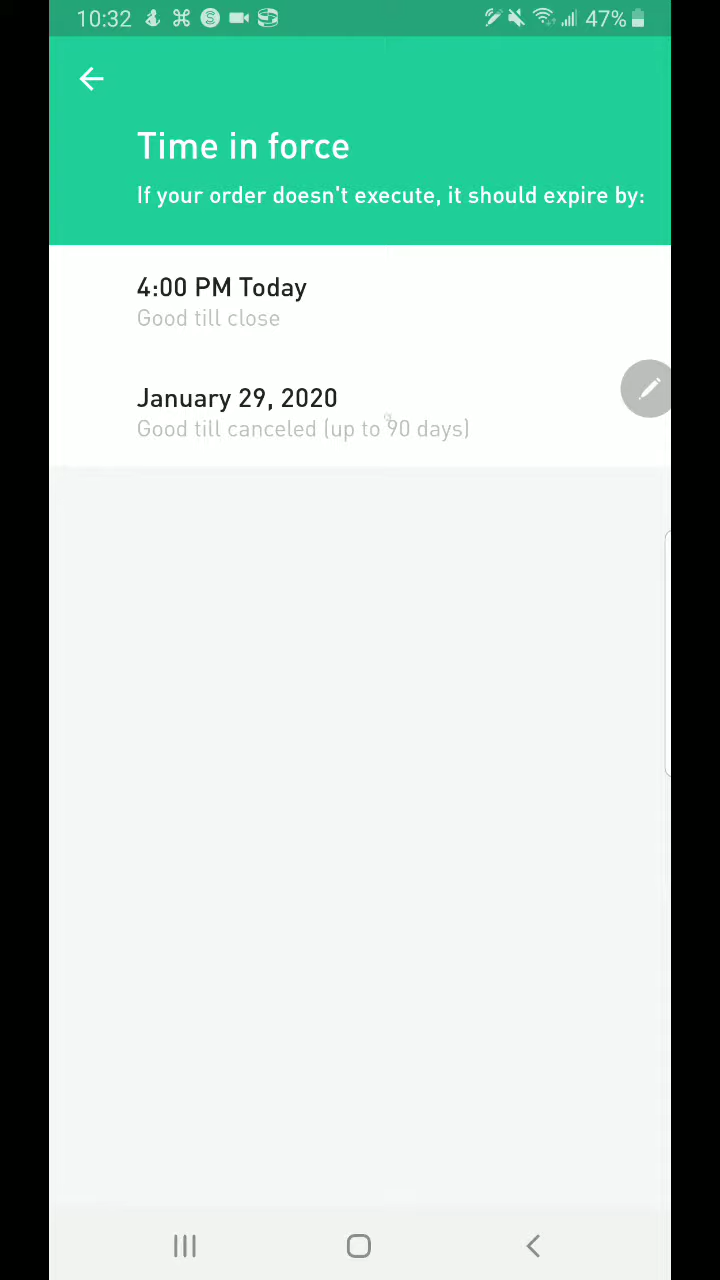 10:32
47%
Time in force
If your order doesn't execute, it should expire by:
4:00 PM Today
Good till close
January 29, 2020
Good till canceled (up to 90 days)